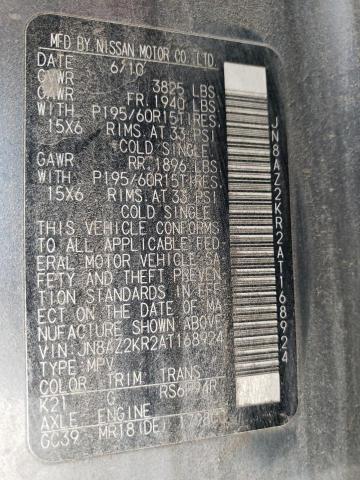 MFD BY NISSAN MOTOR CO.,LTD.
DATE 6/10
GVWR 3825 LBS
GAWR FR. 1940 LBS
WITH P195/60R15TIRES,
15X6 RIMS, AT 33 PSI
COLD SINGLE
GAWR RR. 1896 LBS
WITH P195/60R15TIRES,
15X6 RIMS, AT 33 PSI
COLD SINGLE
THIS VEHICLE CONFORMS
TO ALL APPLICABLE FED-
ERAL MOTOR VEHICLE SA-
FETY AND THEFT PREVEN-
TION STANDARDS IN EFF-
ECT ON THE DATE OF MA-
NUFACTURE SHOWN ABOVE.
VIN:JN8AZ2KR2AT168924
TYPE:MPV
COLOR TRIM TRANS
K21 G
AXLE ENGINE
GC39 MR18(DE)
JN8AZ2KR2AT168924